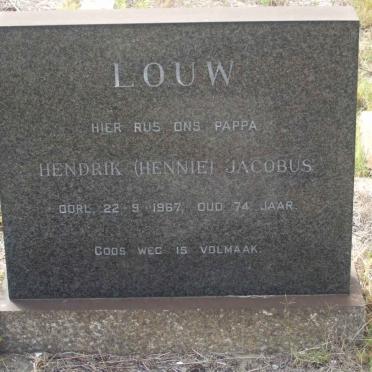 LOUW
HIER RUS ONS PAPPA
HENDRIK (HENNIE) JACOBUS
OORL. 22-9-1967, OUD 74 JAAR.
GODS WEG IS VOLMAAK.